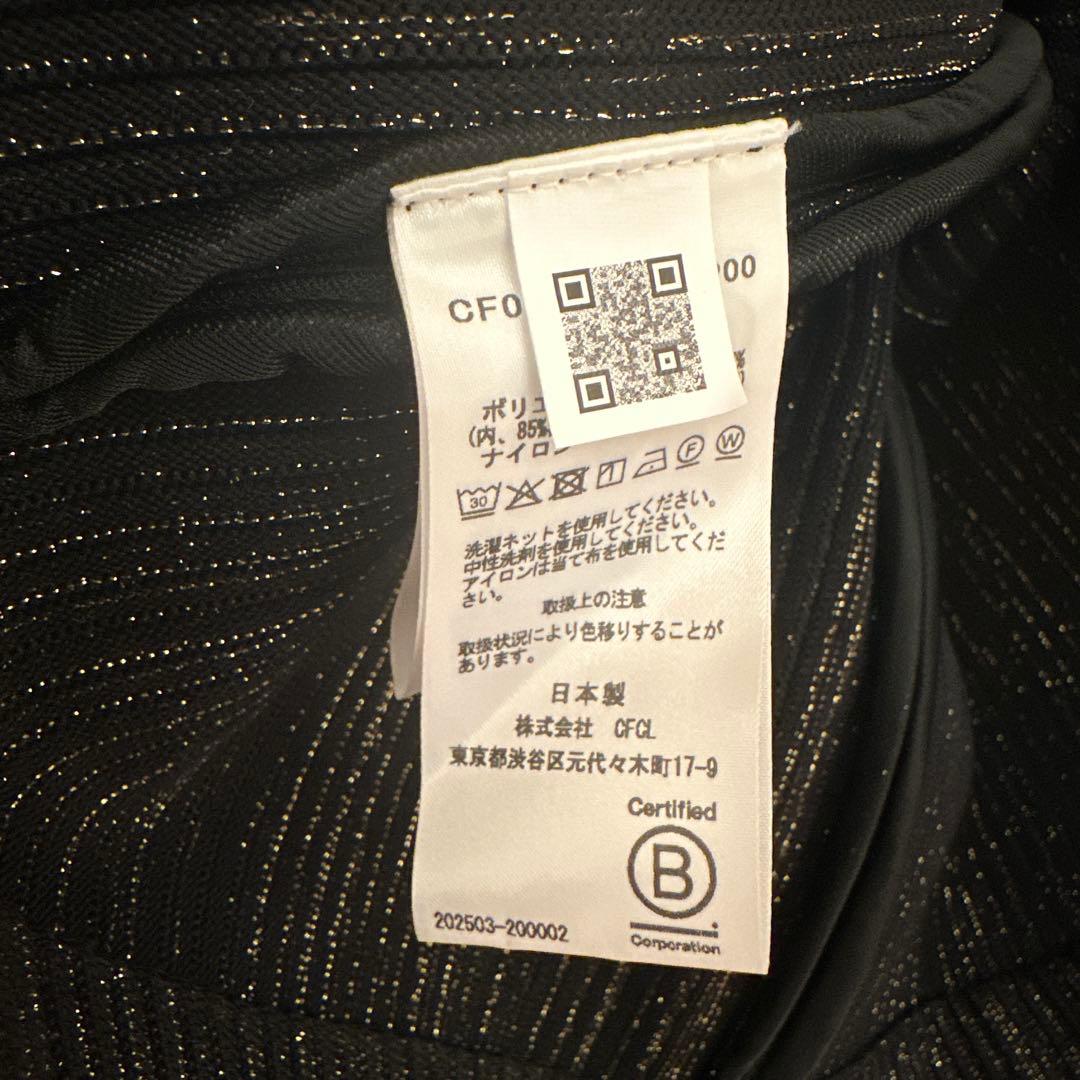 CF0 00
ポリエ %
(内、85%
ナイロン
30 F W
洗濯ネットを使用してください。
中性洗剤を使用してください。
アイロンは当て布を使用してくだ
さい。
取扱上の注意
取扱状況により色移りすることが
あります。
日本製
株式会社 CFCL
東京都渋谷区元代々木町17-9
Certified
B
Corporation
202503-200002